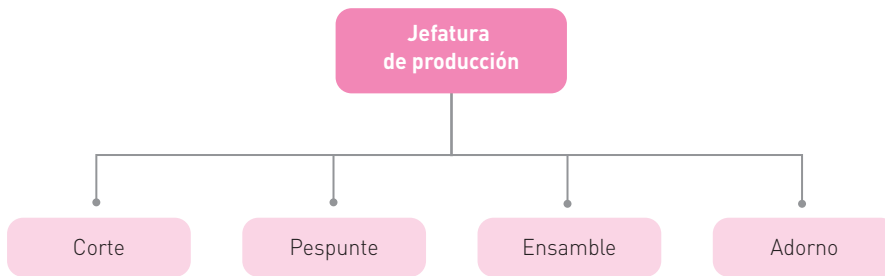 Jefatura
de producción
Corte
Pespunte
Ensamble
Adorno